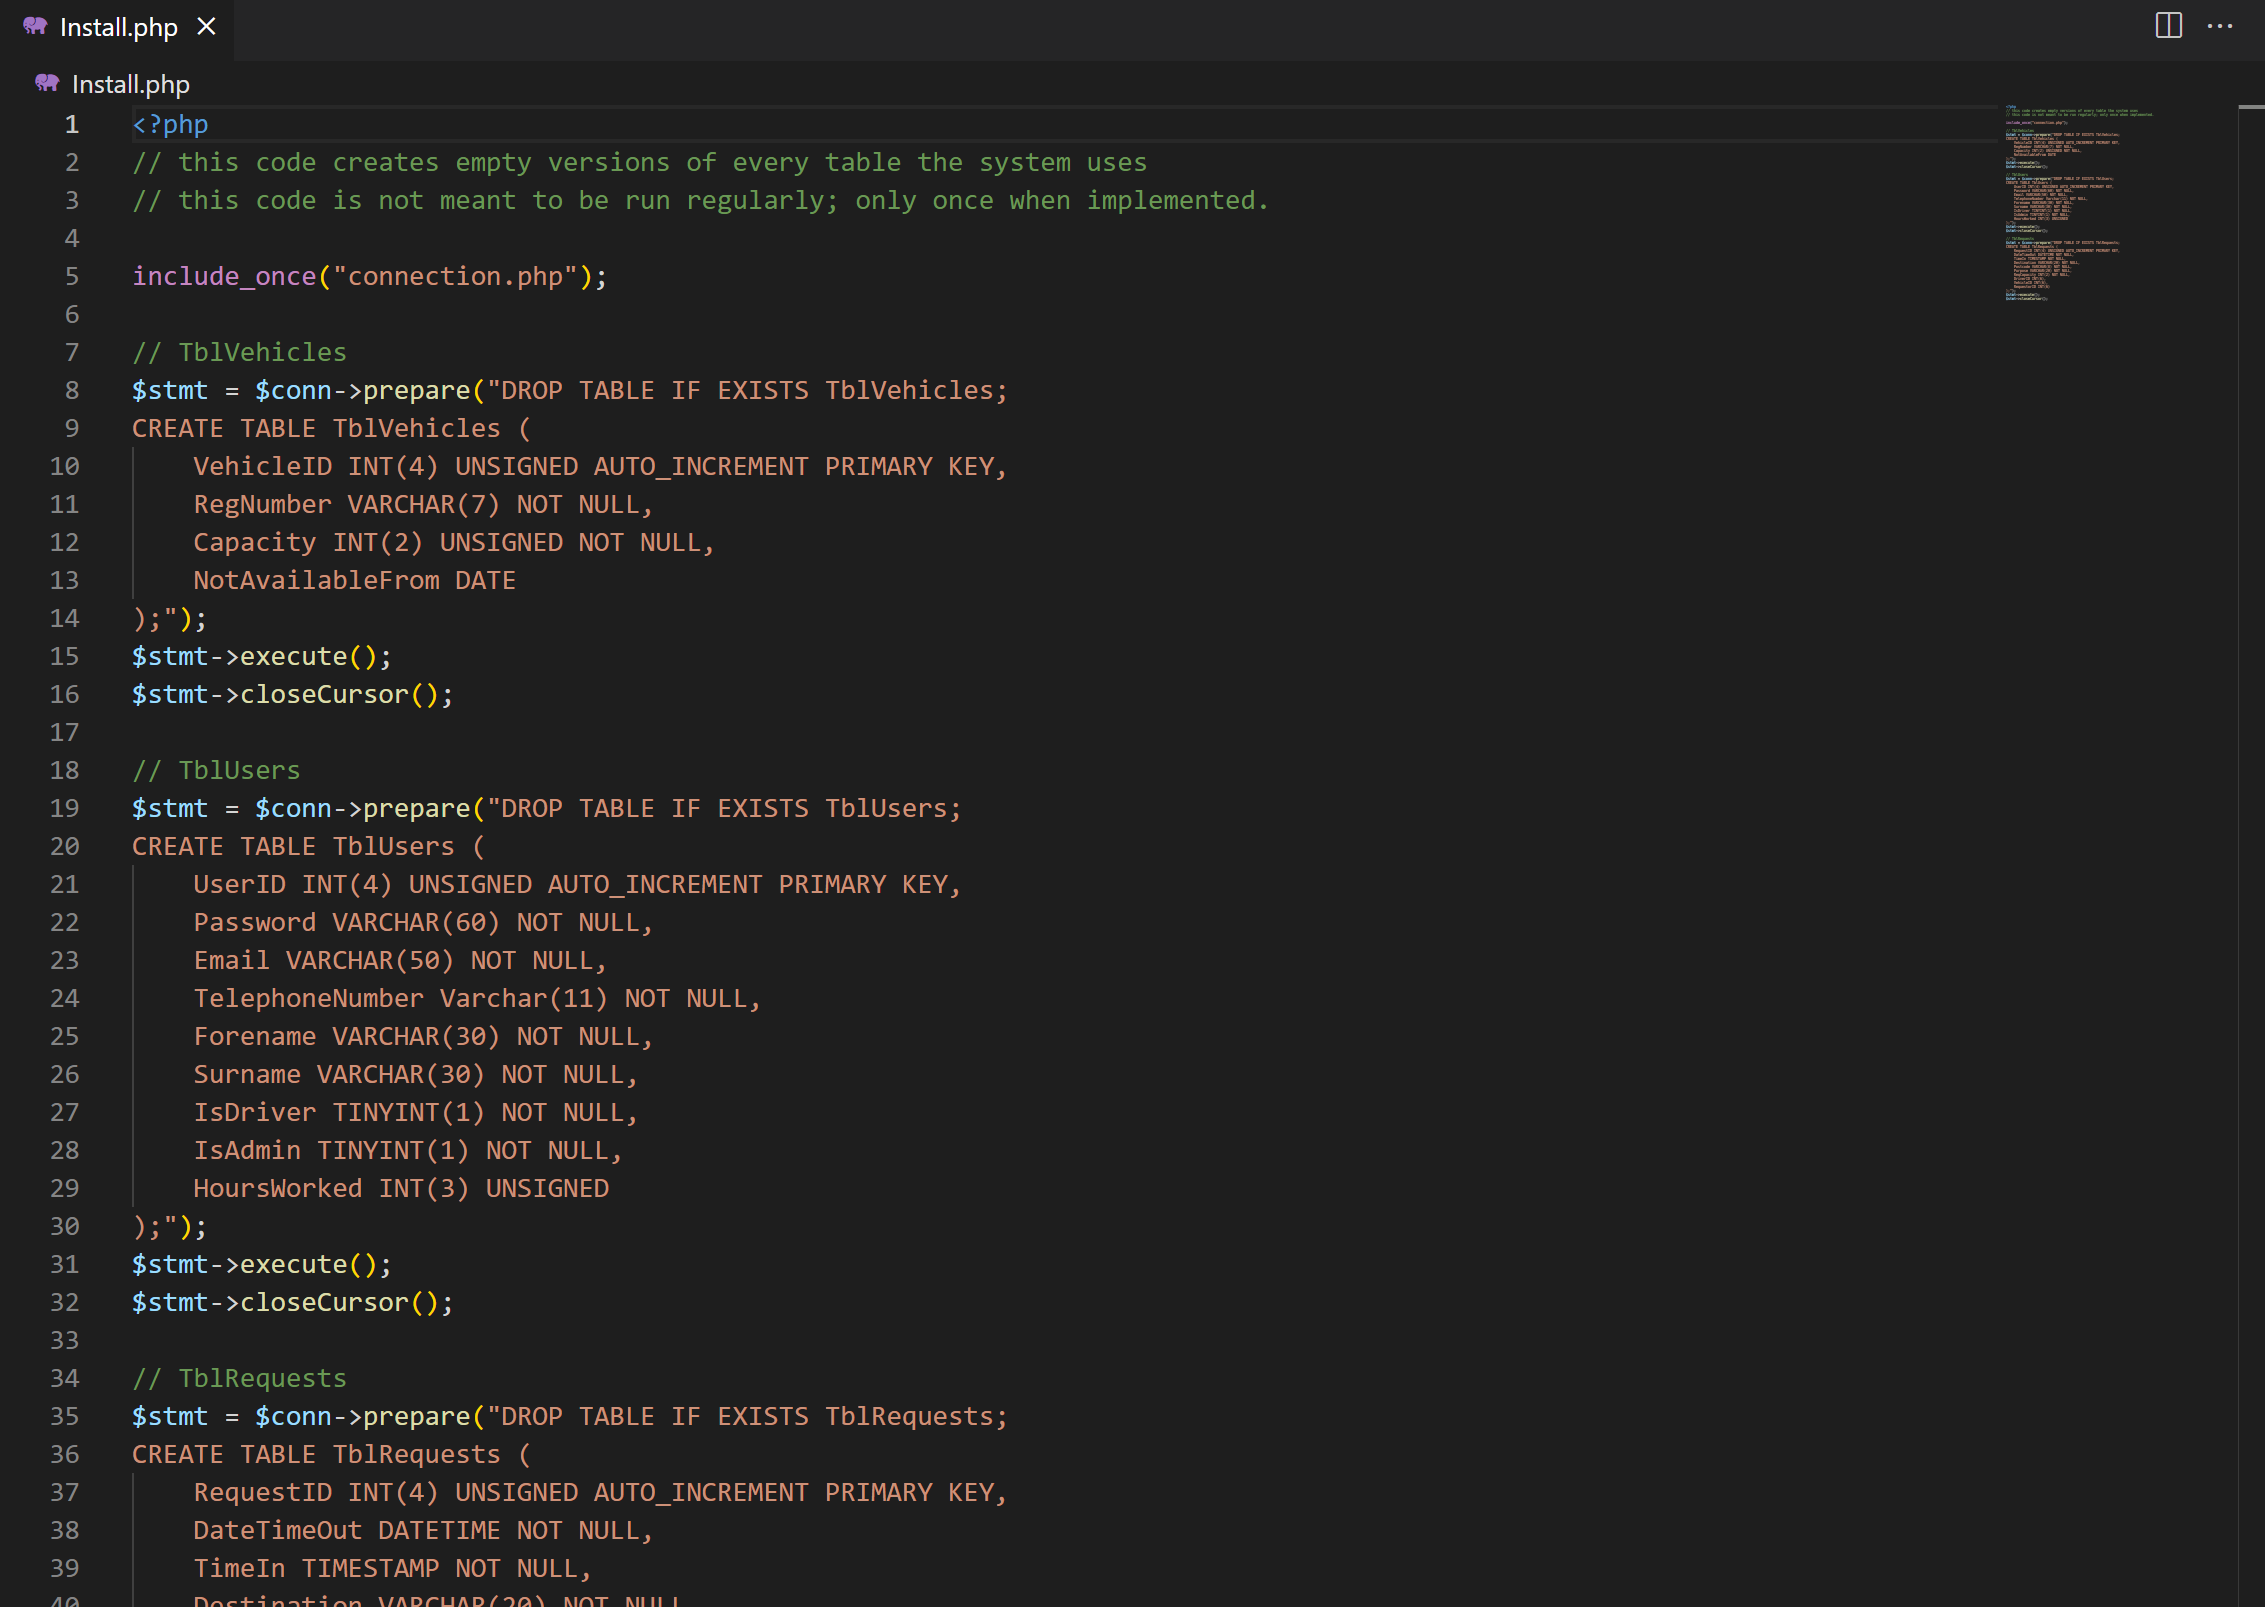 Install.php
Install.php
1 <?php
2 // this code creates empty versions of every table the system uses
3 // this code is not meant to be run regularly; only once when implemented.
4
5 include_once("connection.php");
6
7 // TblVehicles
8 $stmt = $conn->prepare("DROP TABLE IF EXISTS TblVehicles;
9 CREATE TABLE TblVehicles (
10     VehicleID INT(4) UNSIGNED AUTO_INCREMENT PRIMARY KEY,
11     RegNumber VARCHAR(7) NOT NULL,
12     Capacity INT(2) UNSIGNED NOT NULL,
13     NotAvailableFrom DATE
14 );");
15 $stmt->execute();
16 $stmt->closeCursor();
17
18 // TblUsers
19 $stmt = $conn->prepare("DROP TABLE IF EXISTS TblUsers;
20 CREATE TABLE TblUsers (
21     UserID INT(4) UNSIGNED AUTO_INCREMENT PRIMARY KEY,
22     Password VARCHAR(60) NOT NULL,
23     Email VARCHAR(50) NOT NULL,
24     TelephoneNumber Varchar(11) NOT NULL,
25     Forename VARCHAR(30) NOT NULL,
26     Surname VARCHAR(30) NOT NULL,
27     IsDriver TINYINT(1) NOT NULL,
28     IsAdmin TINYINT(1) NOT NULL,
29     HoursWorked INT(3) UNSIGNED
30 );");
31 $stmt->execute();
32 $stmt->closeCursor();
33
34 // TblRequests
35 $stmt = $conn->prepare("DROP TABLE IF EXISTS TblRequests;
36 CREATE TABLE TblRequests (
37     RequestID INT(4) UNSIGNED AUTO_INCREMENT PRIMARY KEY,
38     DateTimeOut DATETIME NOT NULL,
39     TimeIn TIMESTAMP NOT NULL,
40     Destination VARCHAR(20) NOT NULL